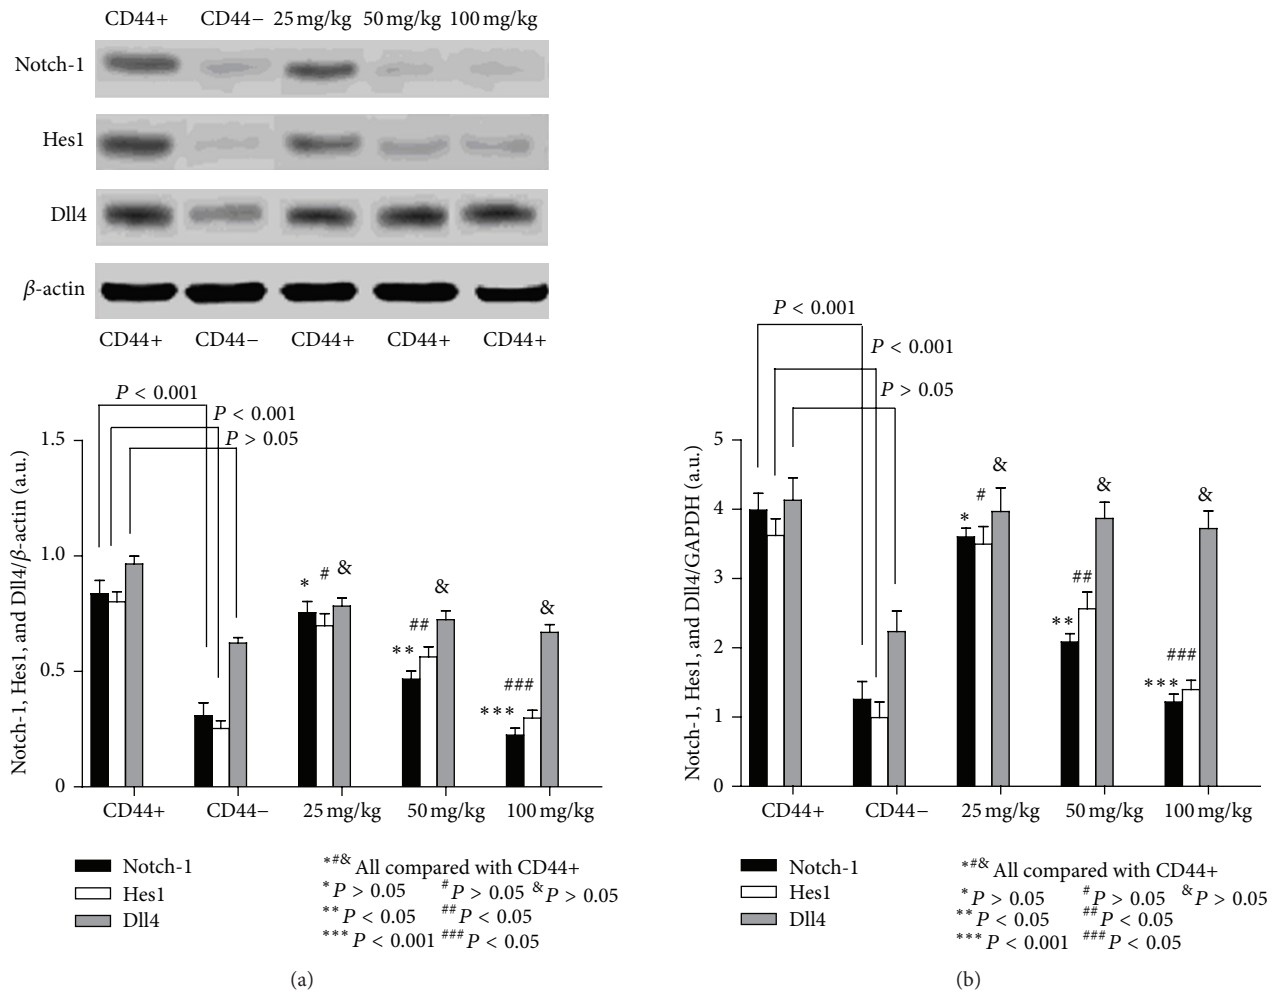 CD44+ CD44− 25 mg/kg 50 mg/kg 100 mg/kg
Notch-1
Hes1
Dll4
β-actin
CD44+ CD44− CD44+ CD44+ CD44+
P < 0.001
P < 0.001
P > 0.05
Notch-1, Hes1, and Dll4/β-actin (a.u.)
1.5
1.0
0.5
0
* # &
** ## &
*** ### &
CD44+ CD44− 25 mg/kg 50 mg/kg 100 mg/kg
Notch-1
Hes1
Dll4
*#& All compared with CD44+
* P > 0.05 # P > 0.05 & P > 0.05
** P < 0.05 ## P < 0.05
*** P < 0.001 ### P < 0.05
(a)
P < 0.001
P < 0.001
P > 0.05
Notch-1, Hes1, and Dll4/GAPDH (a.u.)
5
4
3
2
1
0
* # &
** ## &
*** ### &
CD44+ CD44− 25 mg/kg 50 mg/kg 100 mg/kg
Notch-1
Hes1
Dll4
*#& All compared with CD44+
* P > 0.05 # P > 0.05 & P > 0.05
** P < 0.05 ## P < 0.05
*** P < 0.001 ### P < 0.05
(b)